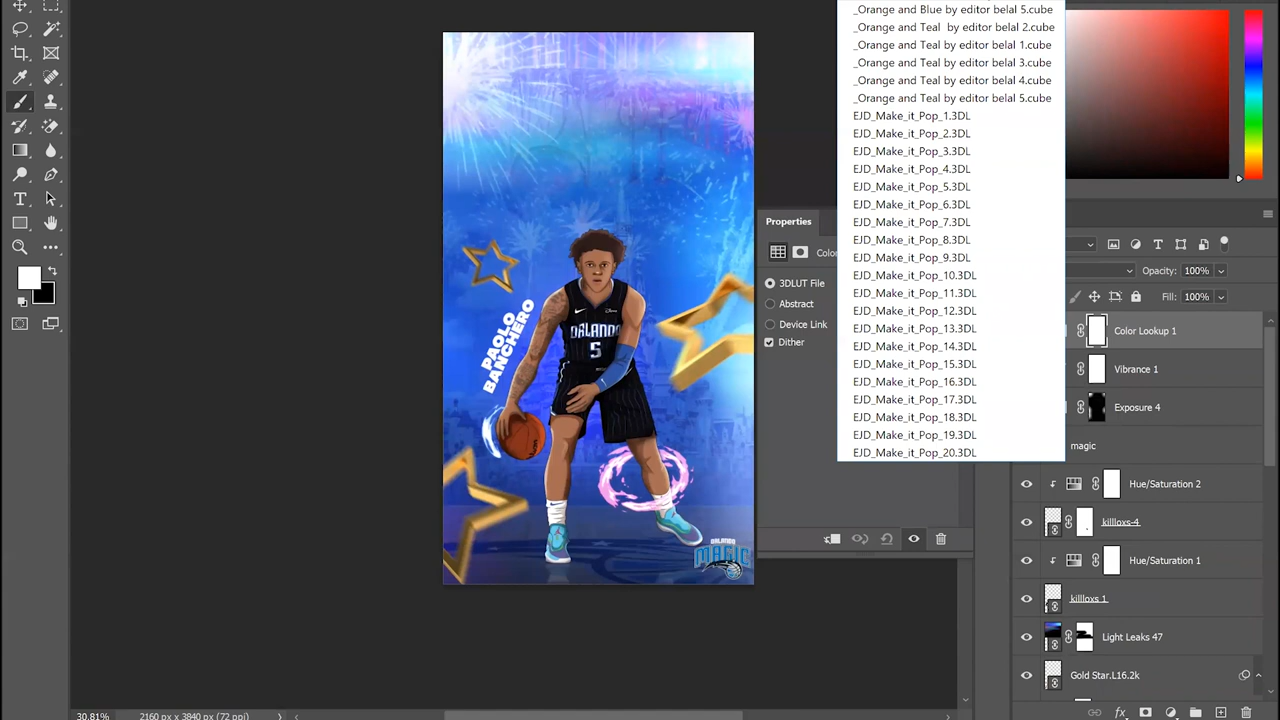 _Orange and Blue by editor belal 5.cube
_Orange and Teal  by editor belal 2.cube
_Orange and Teal by editor belal 1.cube
_Orange and Teal by editor belal 3.cube
_Orange and Teal by editor belal 4.cube
_Orange and Teal by editor belal 5.cube
EJD_Make_it_Pop_1.3DL
EJD_Make_it_Pop_2.3DL
EJD_Make_it_Pop_3.3DL
EJD_Make_it_Pop_4.3DL
EJD_Make_it_Pop_5.3DL
EJD_Make_it_Pop_6.3DL
EJD_Make_it_Pop_7.3DL
EJD_Make_it_Pop_8.3DL
EJD_Make_it_Pop_9.3DL
EJD_Make_it_Pop_10.3DL
EJD_Make_it_Pop_11.3DL
EJD_Make_it_Pop_12.3DL
EJD_Make_it_Pop_13.3DL
EJD_Make_it_Pop_14.3DL
EJD_Make_it_Pop_15.3DL
EJD_Make_it_Pop_16.3DL
EJD_Make_it_Pop_17.3DL
EJD_Make_it_Pop_18.3DL
EJD_Make_it_Pop_19.3DL
EJD_Make_it_Pop_20.3DL
Properties
Color
3DLUT File
Abstract
Device Link
Dither
Opacity: 100%
Fill: 100%
Color Lookup 1
Vibrance 1
Exposure 4
magic
Hue/Saturation 2
killloxs-4
Hue/Saturation 1
killloxs 1
Light Leaks 47
Gold Star.L16.2k
PAOLO
BANCHERO
ORLANDO
5
ORLANDO
MAGIC
30.81%
2160 px x 3840 px (72 ppi)